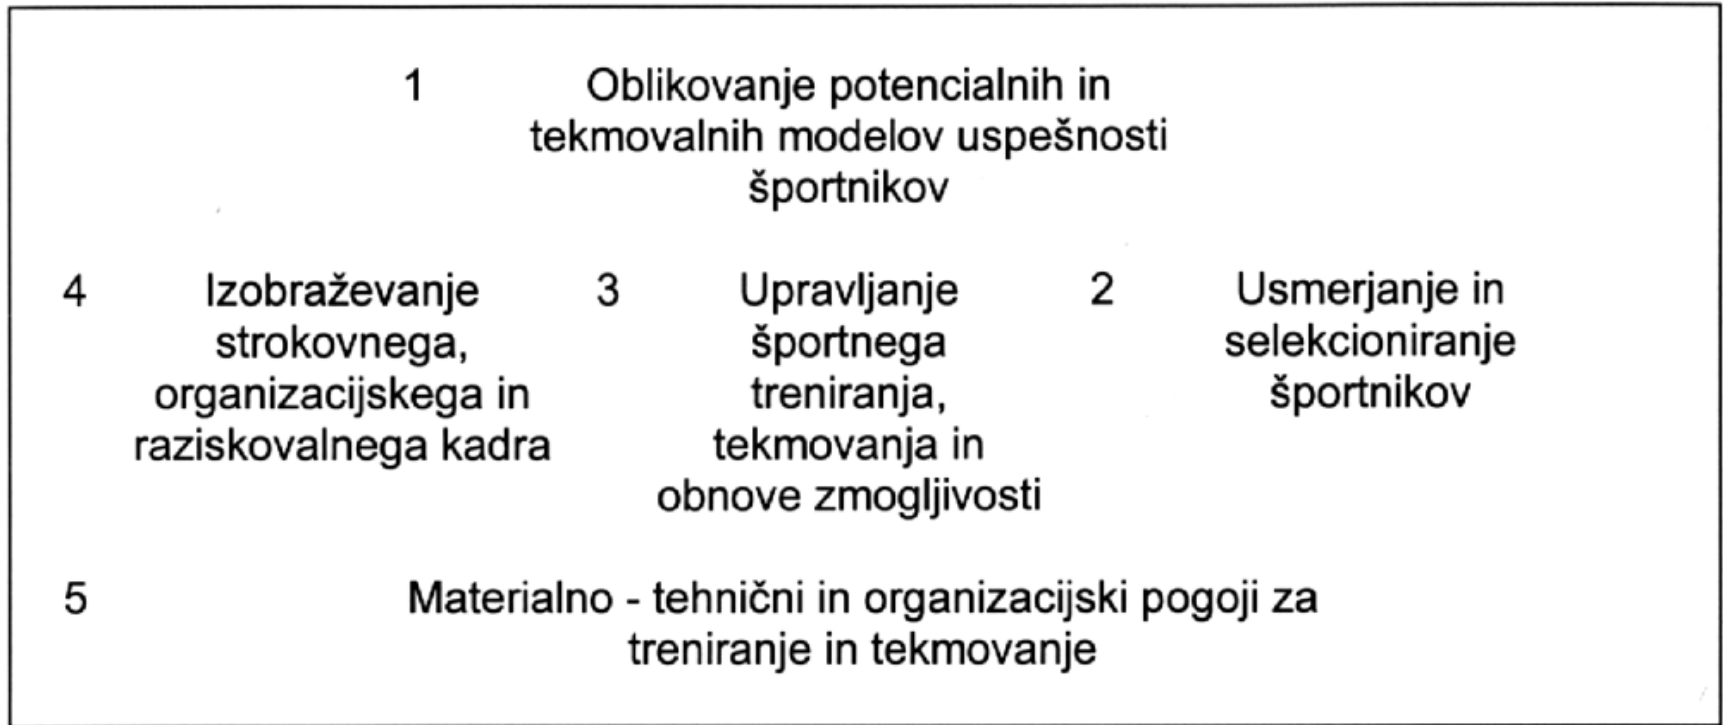 1 Oblikovanje potencialnih in
tekmovalnih modelov uspešnosti
športnikov
4 Izobraževanje
strokovnega,
organizacijskega in
raziskovalnega kadra
3 Upravljanje
športnega
treniranja,
tekmovanja in
obnove zmogljivosti
2 Usmerjanje in
selekcioniranje
športnikov
5 Materialno - tehnični in organizacijski pogoji za
treniranje in tekmovanje